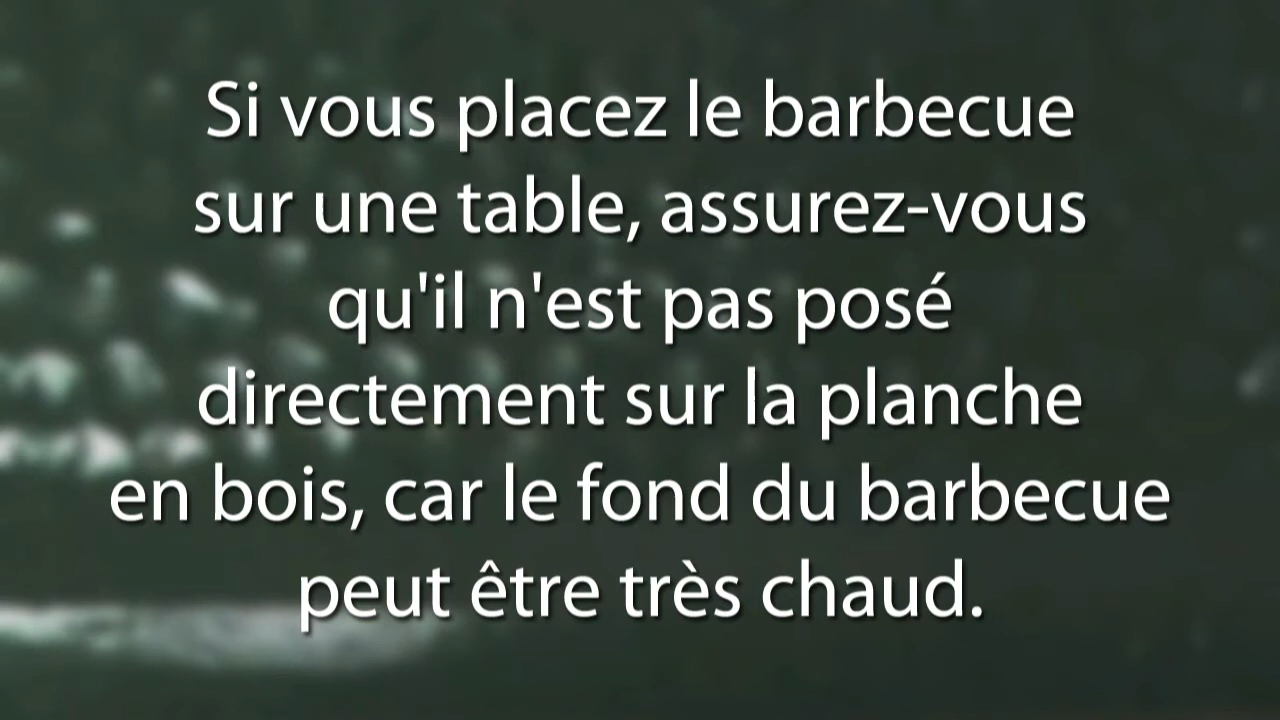 Si vous placez le barbecue
sur une table, assurez-vous
qu'il n'est pas posé
directement sur la planche
en bois, car le fond du barbecue
peut être très chaud.